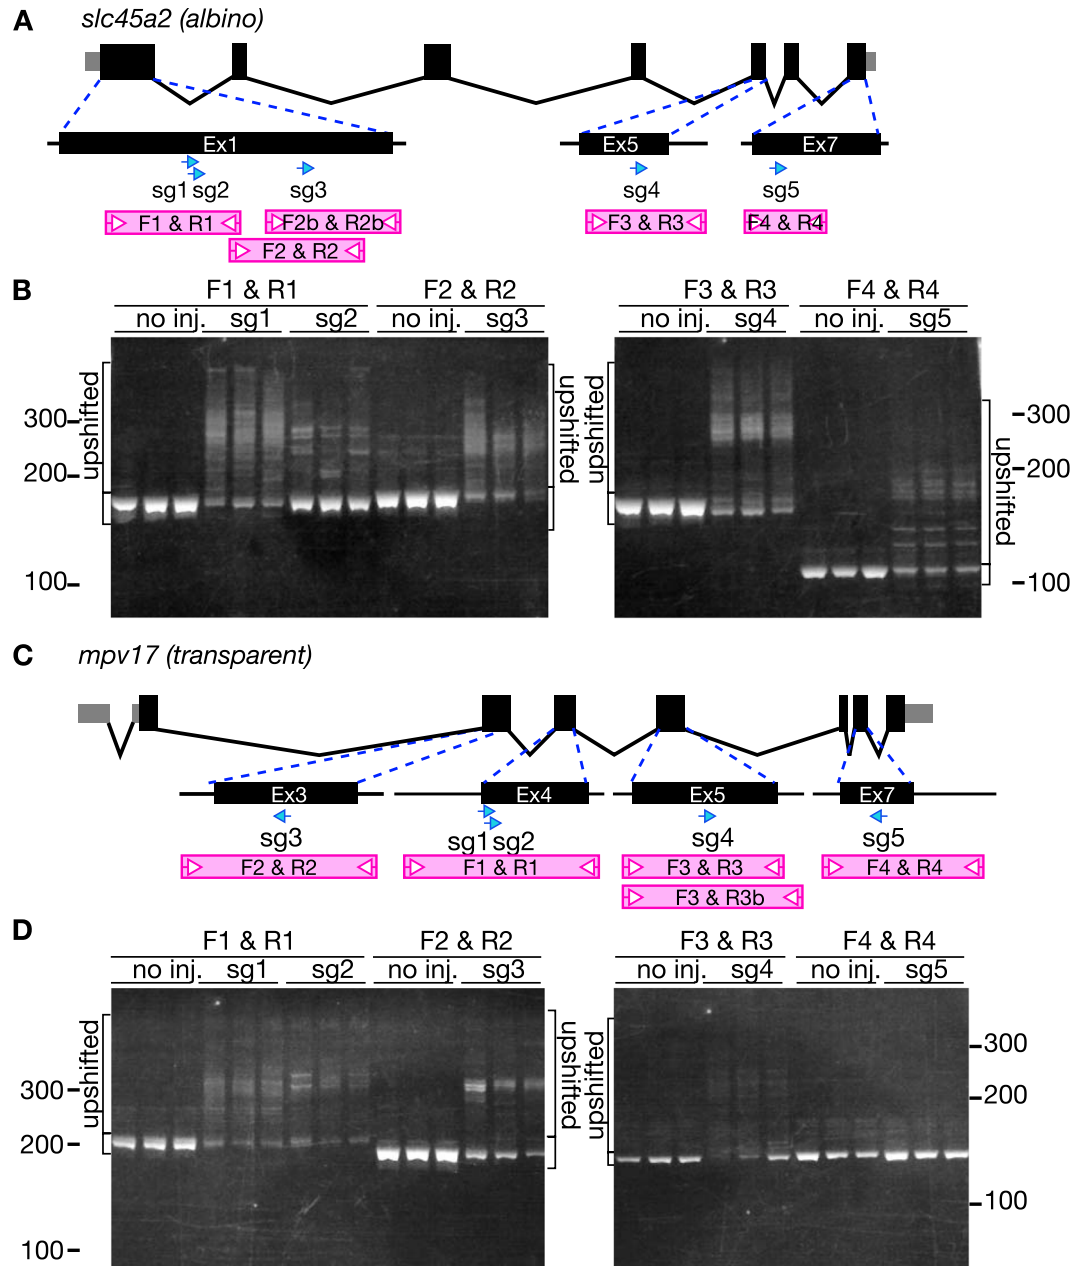 A
slc45a2 (albino)
Ex1
Ex5
Ex7
sg1 sg2
sg3
sg4
sg5
F1 & R1
F2b & R2b
F3 & R3
F4 & R4
F2 & R2
B
F1 & R1
F2 & R2
F3 & R3
F4 & R4
no inj.
sg1
sg2
no inj.
sg3
no inj.
sg4
no inj.
sg5
upshifted
upshifted
upshifted
upshifted
300
200
100
300
200
100
C
mpv17 (transparent)
Ex3
Ex4
Ex5
Ex7
sg3
sg1 sg2
sg4
sg5
F2 & R2
F1 & R1
F3 & R3
F4 & R4
F3 & R3b
D
F1 & R1
F2 & R2
F3 & R3
F4 & R4
no inj.
sg1
sg2
no inj.
sg3
no inj.
sg4
no inj.
sg5
upshifted
upshifted
upshifted
300
200
100
300
200
100